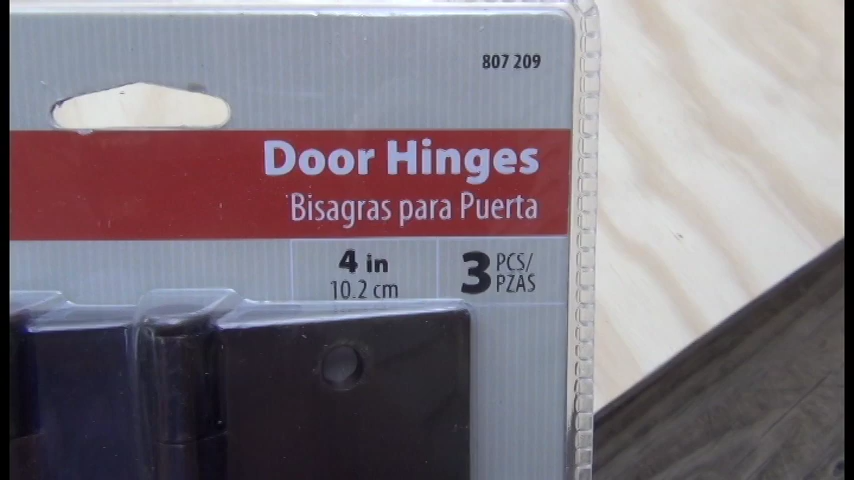 807 209
Door Hinges
Bisagras para Puerta
4 in
10.2 cm
3 PCS/
PZAS